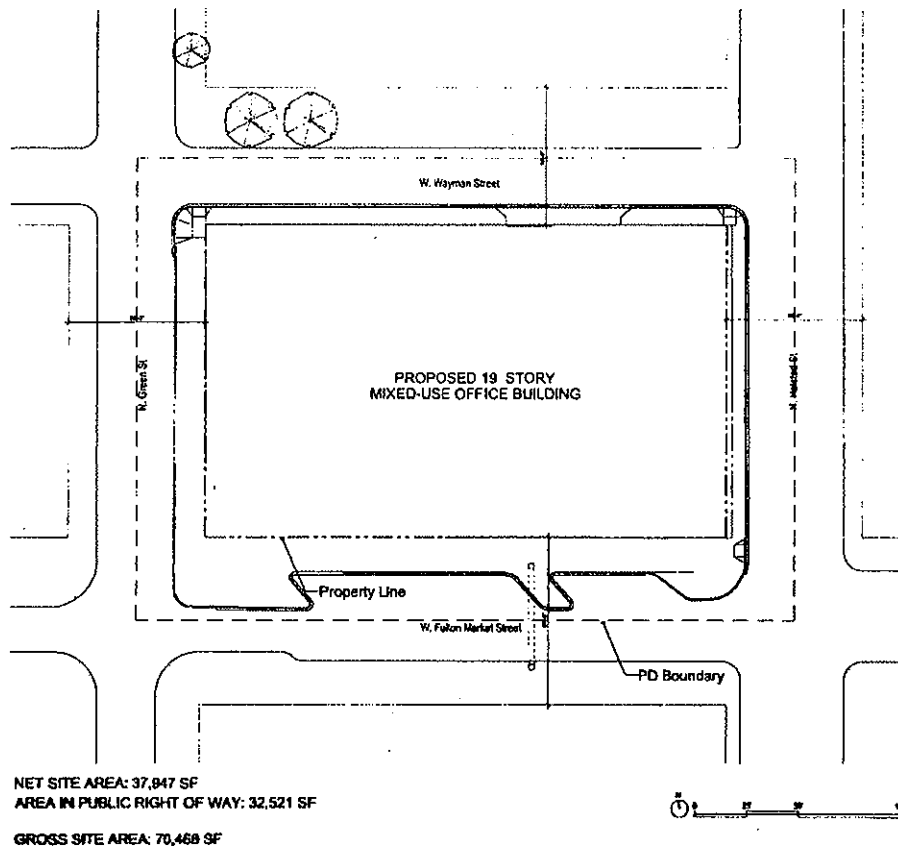 W. Wayman Street
N. Green St
PROPOSED 19 STORY
MIXED-USE OFFICE BUILDING
N. Halsted St
Property Line
W. Fulton Market Street
PD Boundary
NET SITE AREA: 37,947 SF
AREA IN PUBLIC RIGHT OF WAY: 32,521 SF
GROSS SITE AREA: 70,468 SF
N
0